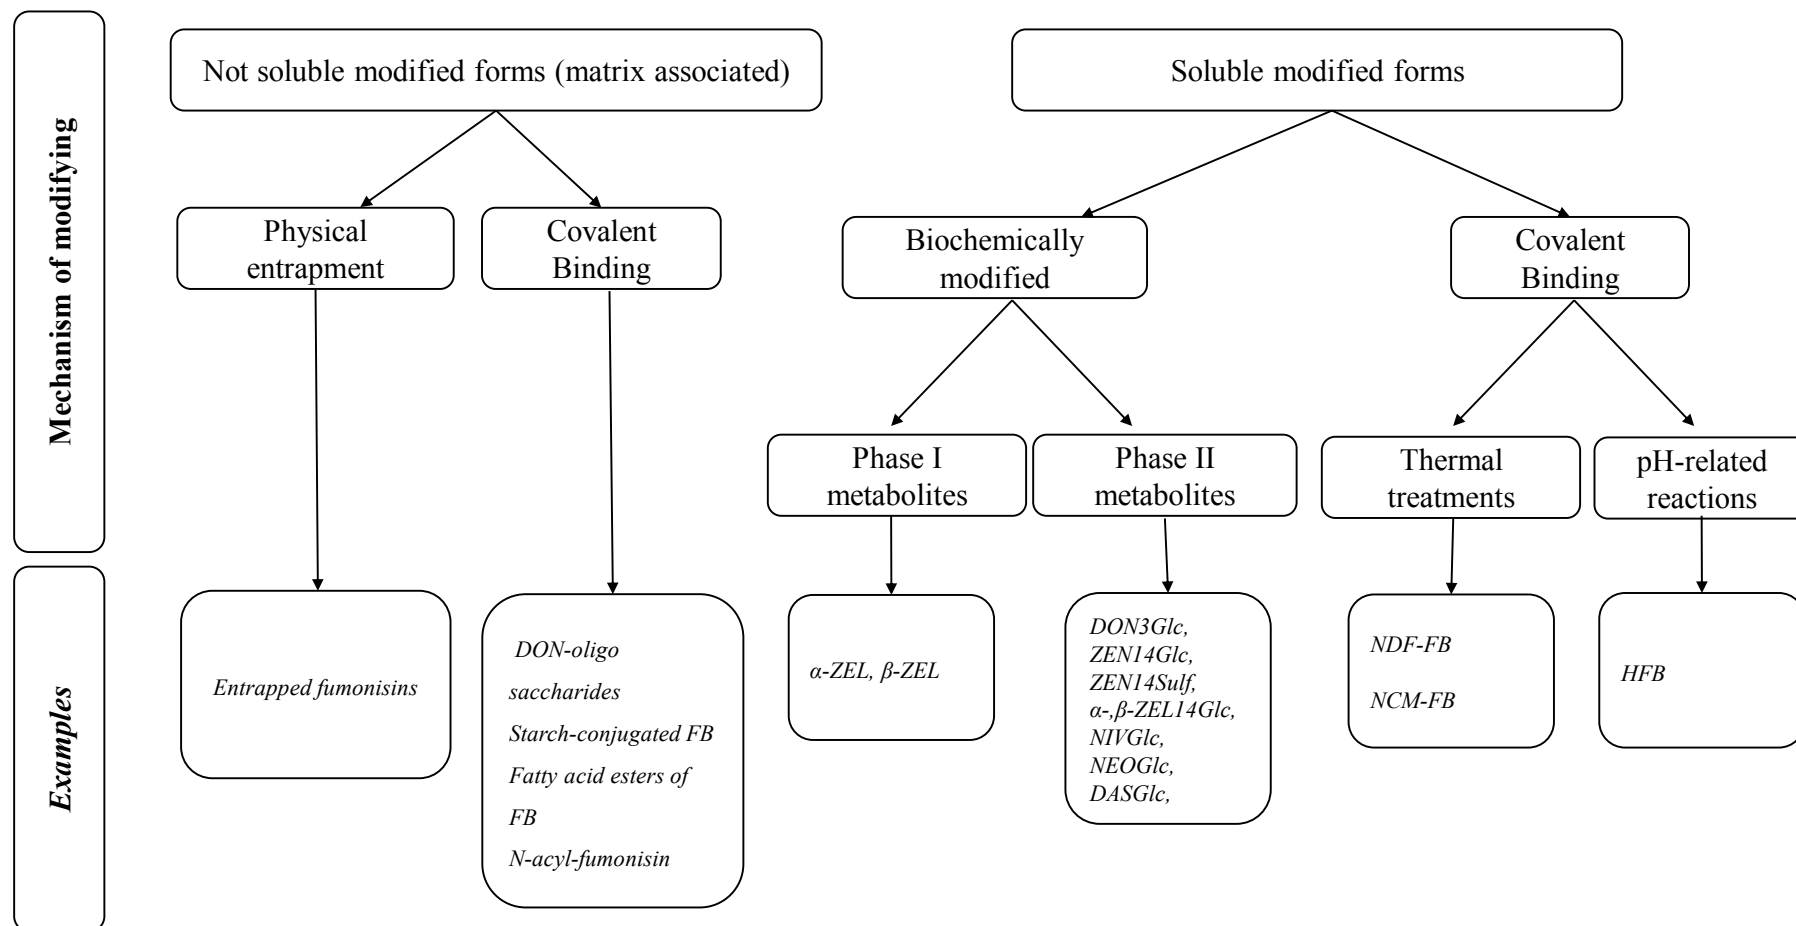 Mechanism of modifying
Not soluble modified forms (matrix associated)
Soluble modified forms
Physical
entrapment
Covalent
Binding
Biochemically
modified
Covalent
Binding
Phase I
metabolites
Phase II
metabolites
Thermal
treatments
pH-related
reactions
Examples
Entrapped fumonisins
DON-oligo
saccharides
Starch-conjugated FB
Fatty acid esters of
FB
N-acyl-fumonisin
α-ZEL, β-ZEL
DON3Glc,
ZEN14Glc,
ZEN14Sulf,
α-,β-ZEL14Glc,
NIVGlc,
NEOGlc,
DASGlc,
NDF-FB
NCM-FB
HFB